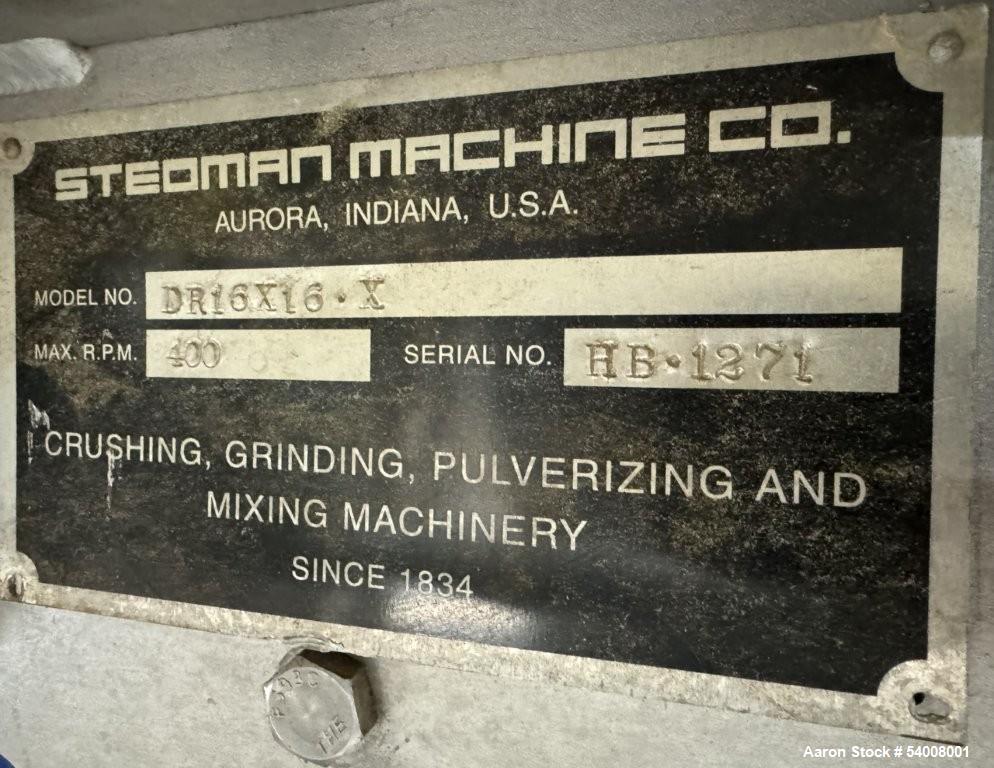 STEDMAN MACHINE CO.
AURORA, INDIANA, U.S.A.
MODEL NO. DR16X16·X
MAX. R.P.M. 400 SERIAL NO. HB·1271
CRUSHING, GRINDING, PULVERIZING AND
MIXING MACHINERY
SINCE 1834
THE
Aaron Stock # 54008001